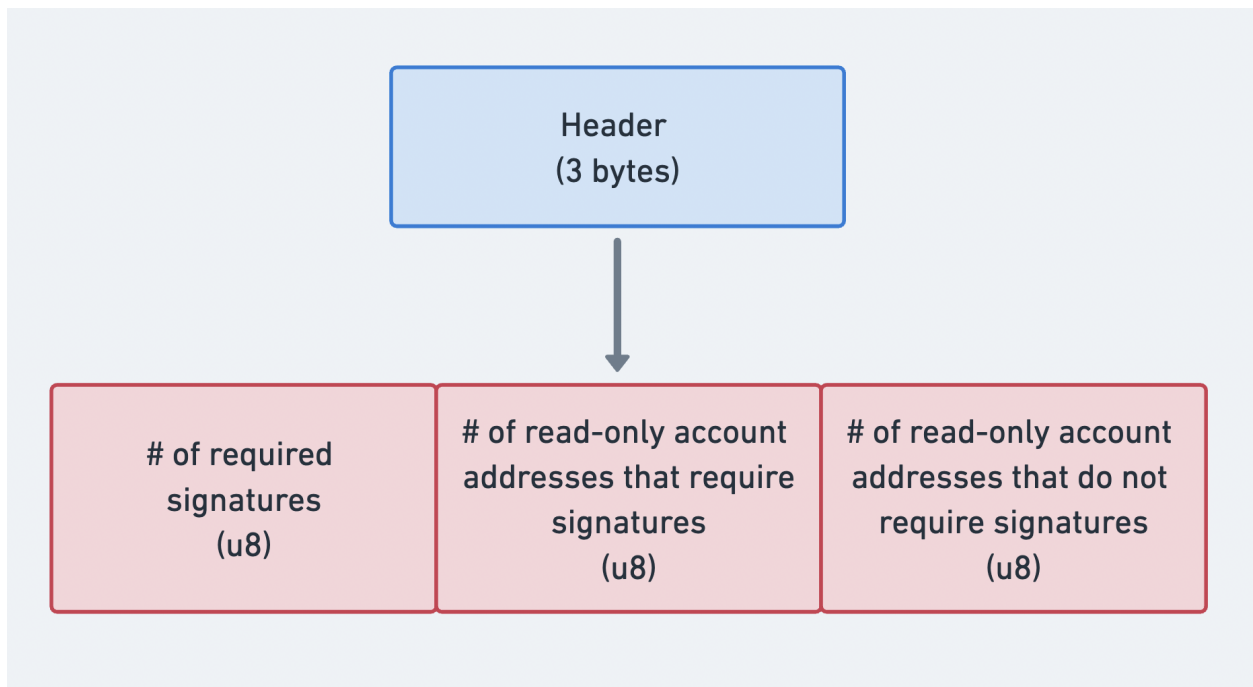 Header
(3 bytes)
# of required
signatures
(u8)
# of read-only account
addresses that require
signatures
(u8)
# of read-only account
addresses that do not
require signatures
(u8)